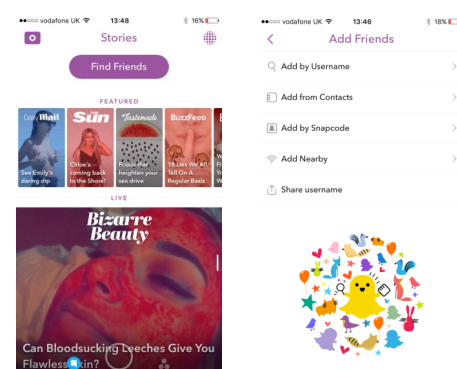 ●●○○○ vodafone UK 13:48 16%
Stories
Find Friends
FEATURED
Daily Mail
See Emily's
daring dip
THE
Sun
Chloe's
coming back
to the Shore!
Tastemade
Foods that
heighten your
sex drive
BuzzFeed
18 Lies We All
Tell On A
Regular Basis
LIVE
Bizarre
Beauty
Can Bloodsucking Leeches Give You
Flawless Skin?
●●○○○ vodafone UK 13:46 18%
Add Friends
Add by Username
Add from Contacts
Add by Snapcode
Add Nearby
Share username